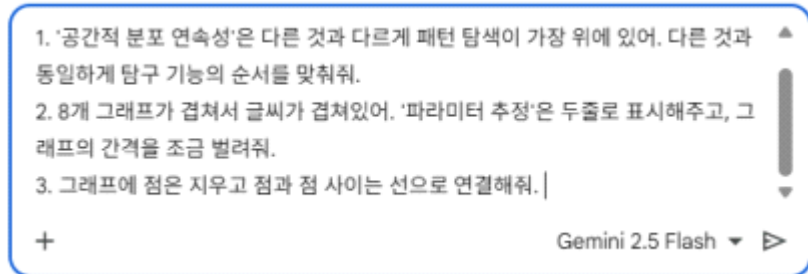 1. '공간적 분포 연속성'은 다른 것과 다르게 패턴 탐색이 가장 위에 있어. 다른 것과
동일하게 탐구 기능의 순서를 맞춰줘.
2. 8개 그래프가 겹쳐서 글씨가 겹쳐있어. '파라미터 추정'은 두줄로 표시해주고, 그
래프의 간격을 조금 벌려줘.
3. 그래프에 점은 지우고 점과 점 사이는 선으로 연결해줘.
Gemini 2.5 Flash